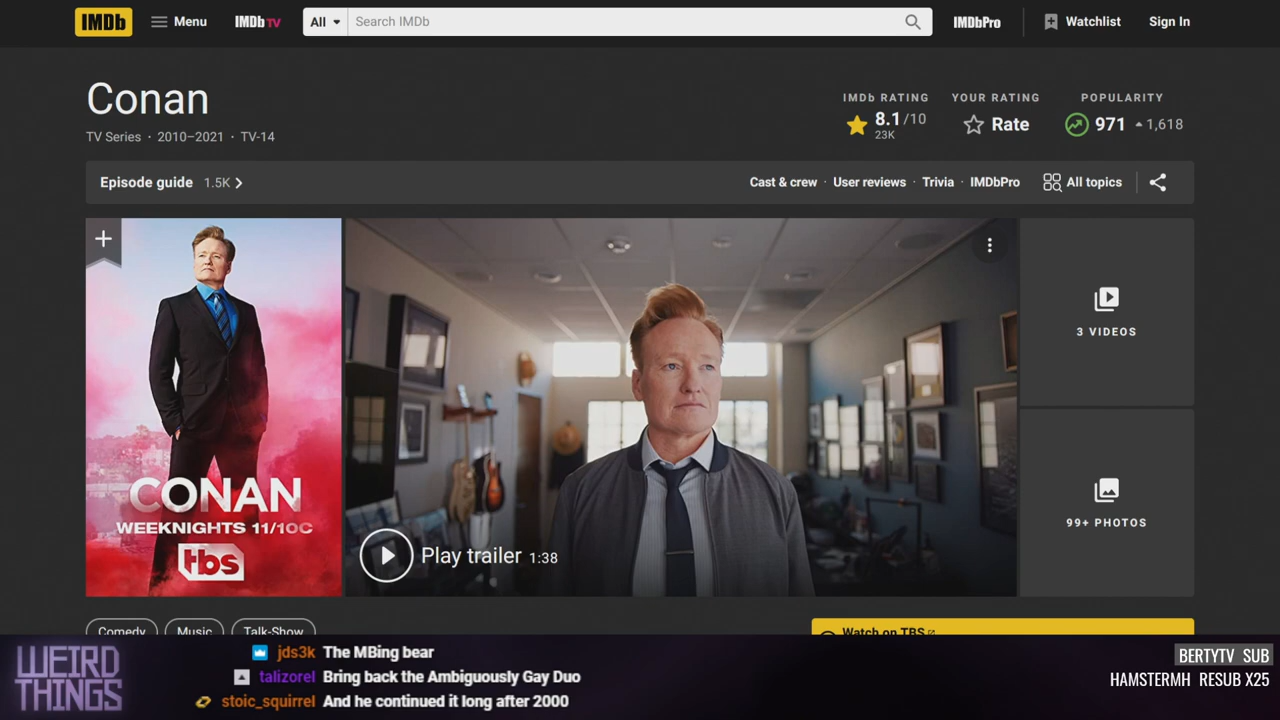 IMDb
Menu
IMDb TV
All
Search IMDb
IMDbPro
Watchlist
Sign In
Conan
TV Series · 2010–2021 · TV-14
IMDb RATING
8.1/10
23K
YOUR RATING
Rate
POPULARITY
971
1,618
Episode guide 1.5K
Cast & crew · User reviews · Trivia · IMDbPro
All topics
CONAN
WEEKNIGHTS 11/10C
tbs
Play trailer 1:38
3 VIDEOS
99+ PHOTOS
Comedy
Music
Talk-Show
Watch on TBS
WEIRD
THINGS
jds3k The MBing bear
talizorel Bring back the Ambiguously Gay Duo
stoic_squirrel And he continued it long after 2000
BERTYTV SUB
HAMSTERMH RESUB X25